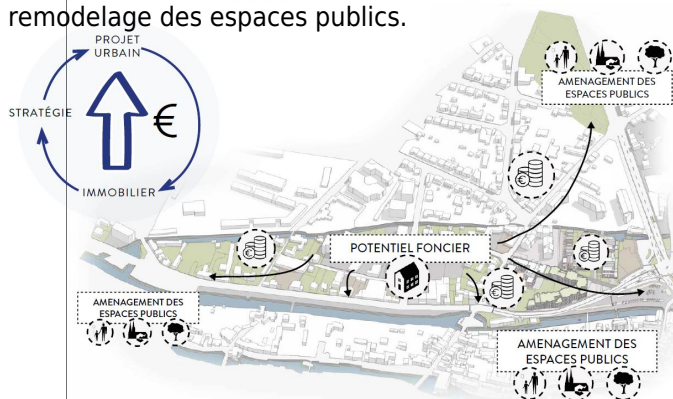 remodelage des espaces publics.
PROJET
URBAIN
STRATÉGIE
€
IMMOBILIER
AMENAGEMENT DES
ESPACES PUBLICS
POTENTIEL FONCIER
AMENAGEMENT DES
ESPACES PUBLICS
AMENAGEMENT DES
ESPACES PUBLICS